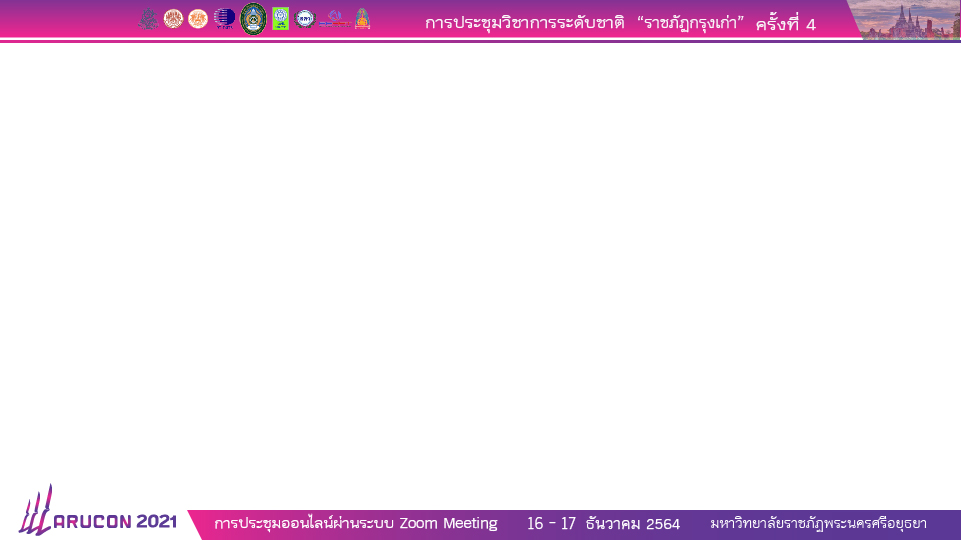 การประชุมวิชาการระดับชาติ “ราชภัฏกรุงเก่า” ครั้งที่ 4
ARUCON 2021
การประชุมออนไลน์ผ่านระบบ Zoom Meeting 16 - 17 ธันวาคม 2564 มหาวิทยาลัยราชภัฏพระนครศรีอยุธยา